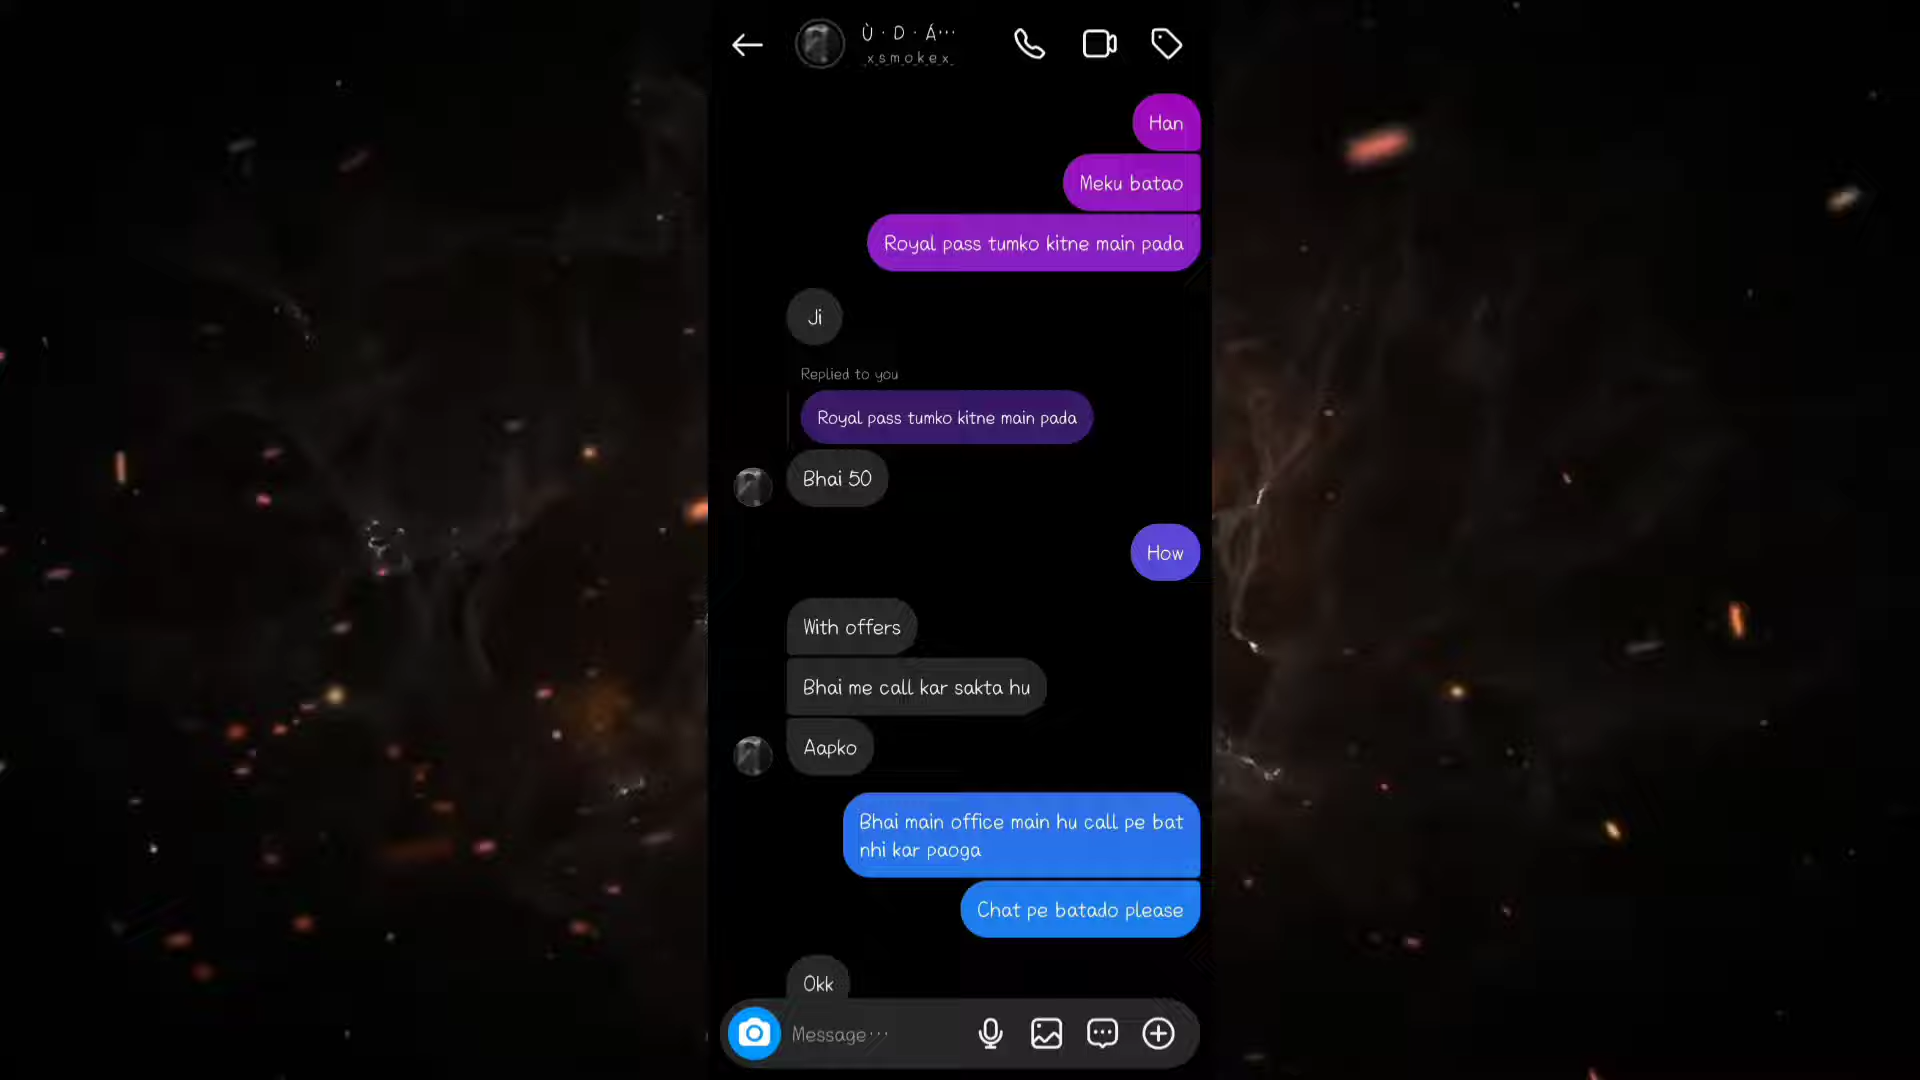 Ù · D · Á...
x_s_m_o_k_e_x_
Han
Meku batao
Royal pass tumko kitne main pada
Ji
Replied to you
Royal pass tumko kitne main pada
Bhai 50
How
With offers
Bhai me call kar sakta hu
Aapko
Bhai main office main hu call pe bat
nhi kar paoga
Chat pe batado please
Okk
Message...